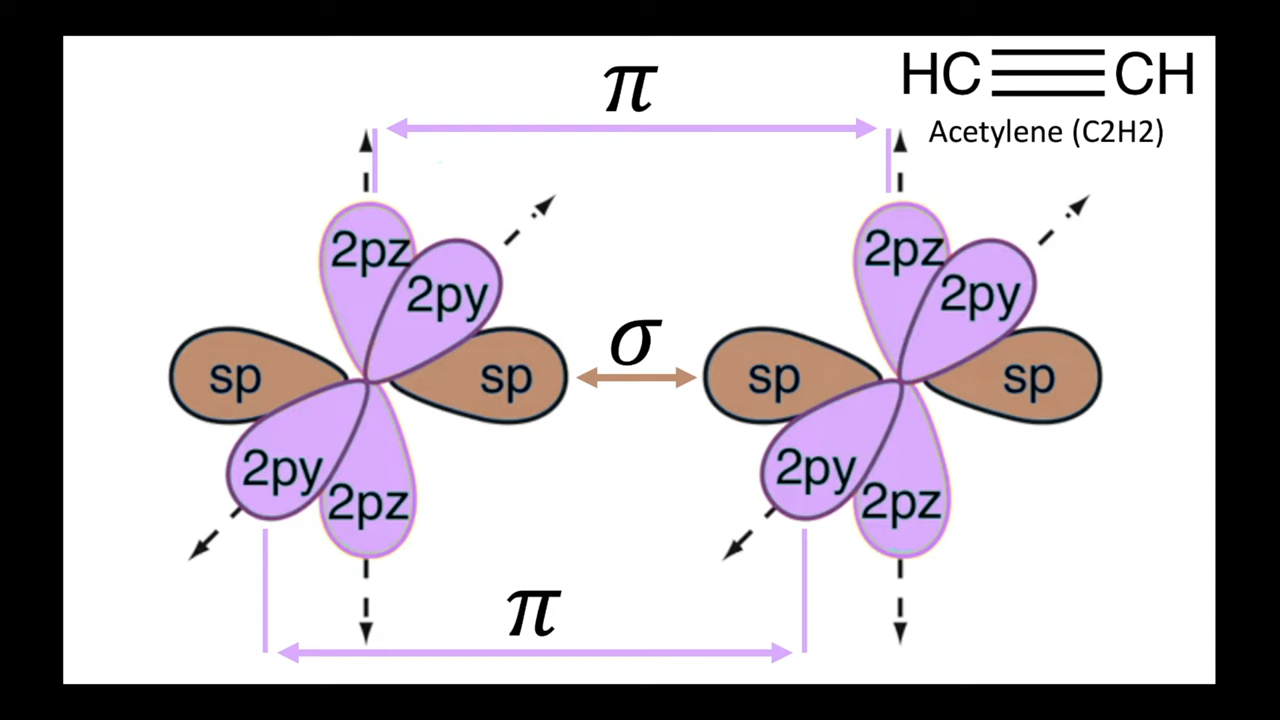 π
HC≡CH
Acetylene (C2H2)
2pz 2pz
2py 2py
σ
sp sp sp sp
2py 2py
2pz 2pz
π